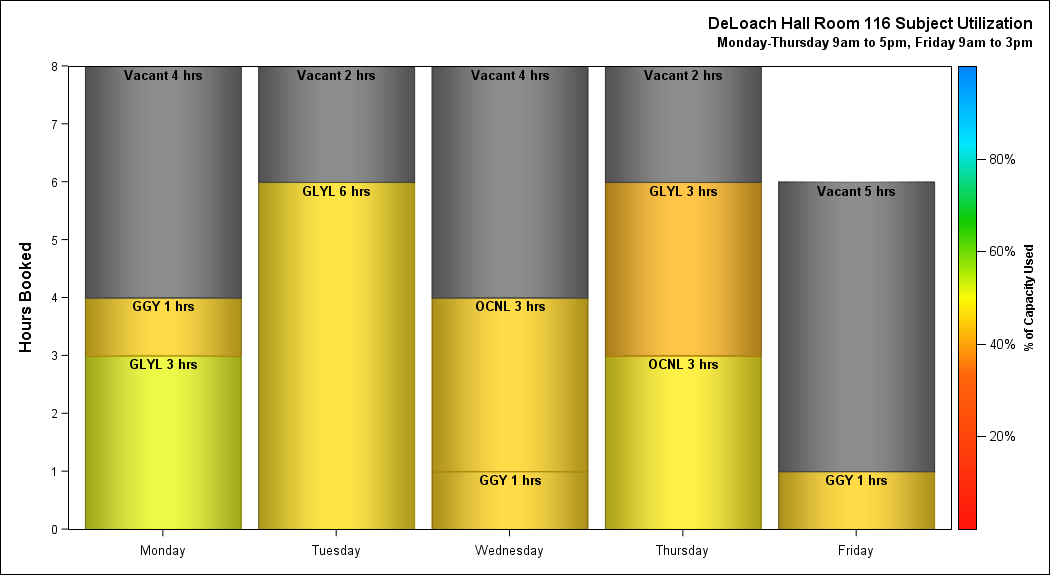 DeLoach Hall Room 116 Subject Utilization
Monday-Thursday 9am to 5pm, Friday 9am to 3pm
Hours Booked
8
7
6
5
4
3
2
1
0
Vacant 4 hrs
GGY 1 hrs
GLYL 3 hrs
Vacant 2 hrs
GLYL 6 hrs
Vacant 4 hrs
OCNL 3 hrs
GGY 1 hrs
Vacant 2 hrs
GLYL 3 hrs
OCNL 3 hrs
Vacant 5 hrs
GGY 1 hrs
Monday
Tuesday
Wednesday
Thursday
Friday
80%
60%
40%
20%
% of Capacity Used